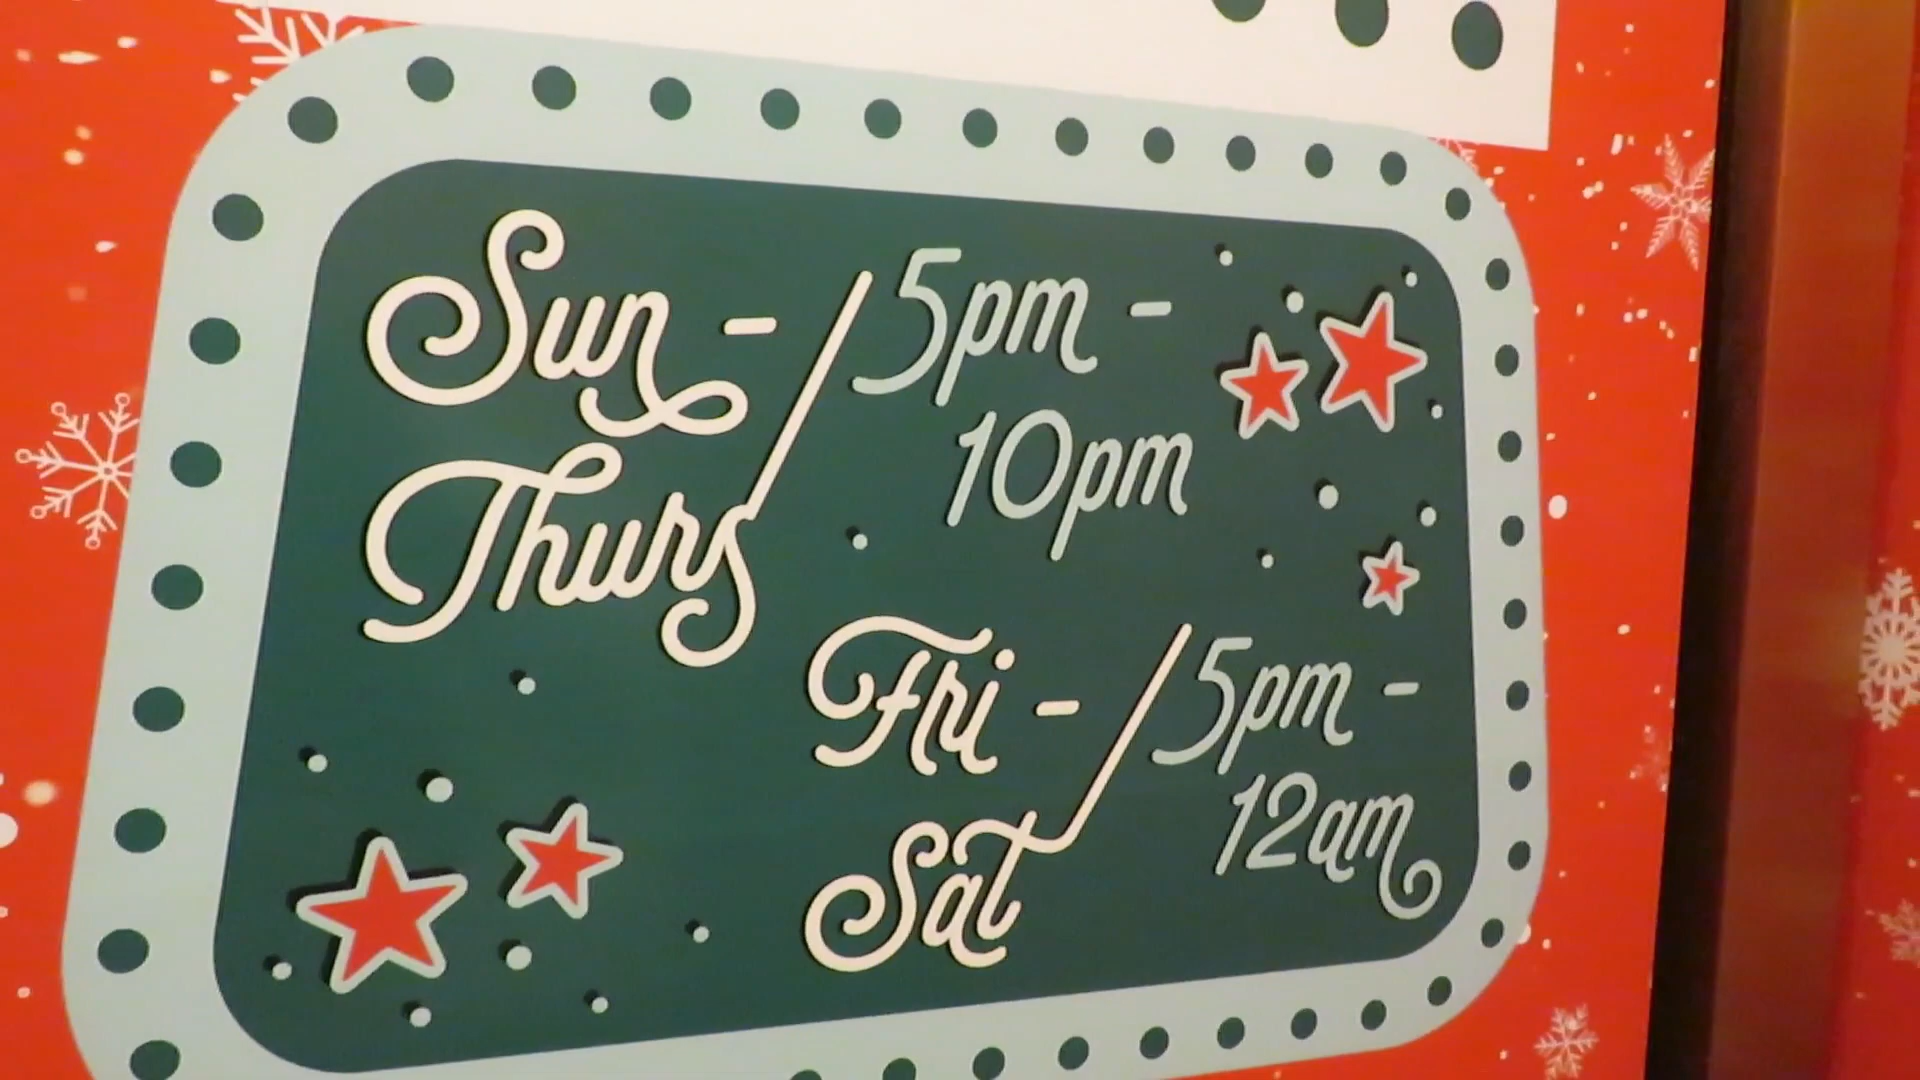 Sun - / 5pm -
Thurs 10pm
Fri - / 5pm -
Sat 12am